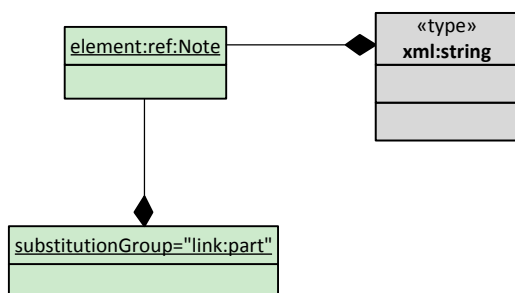 element:ref:Note
«type»
xml:string
substitutionGroup="link:part"